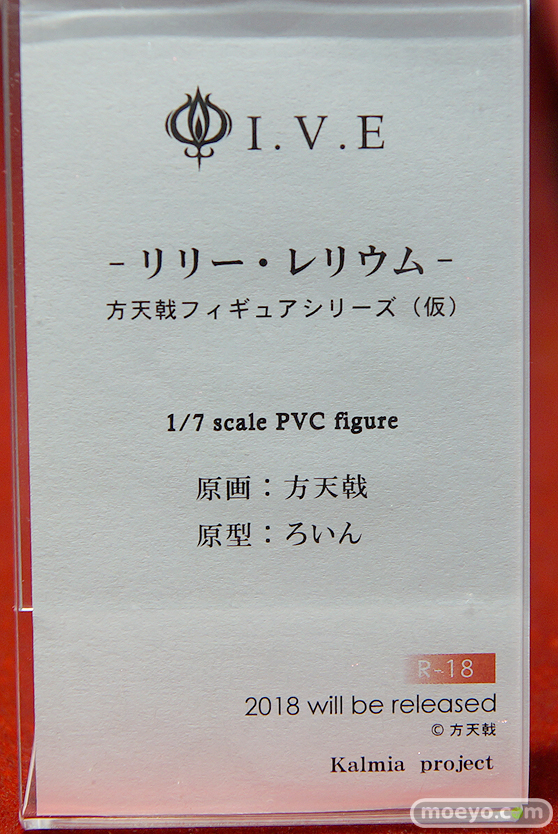 I.V.E
-リリー・レリウム-
方天戟フィギュアシリーズ（仮）
1/7 scale PVC figure
原画：方天戟
原型：ろいん
R-18
2018 will be released
© 方天戟
Kalmia project
moeyo.com